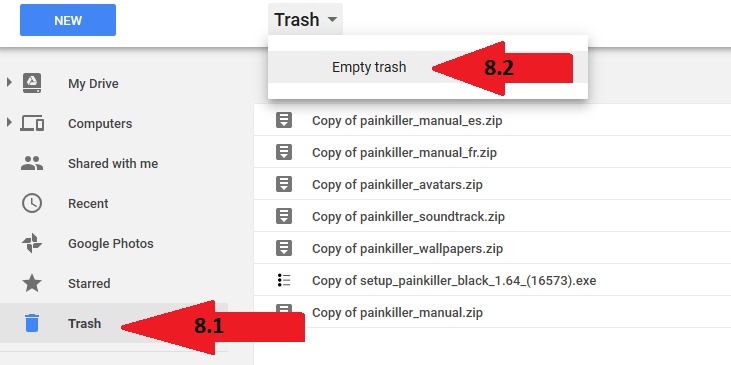 NEW
Trash
Empty trash
8.2
My Drive
Computers
Shared with me
Recent
Google Photos
Starred
Trash
8.1
Copy of painkiller_manual_es.zip
Copy of painkiller_manual_fr.zip
Copy of painkiller_avatars.zip
Copy of painkiller_soundtrack.zip
Copy of painkiller_wallpapers.zip
Copy of setup_painkiller_black_1.64_(16573).exe
Copy of painkiller_manual.zip